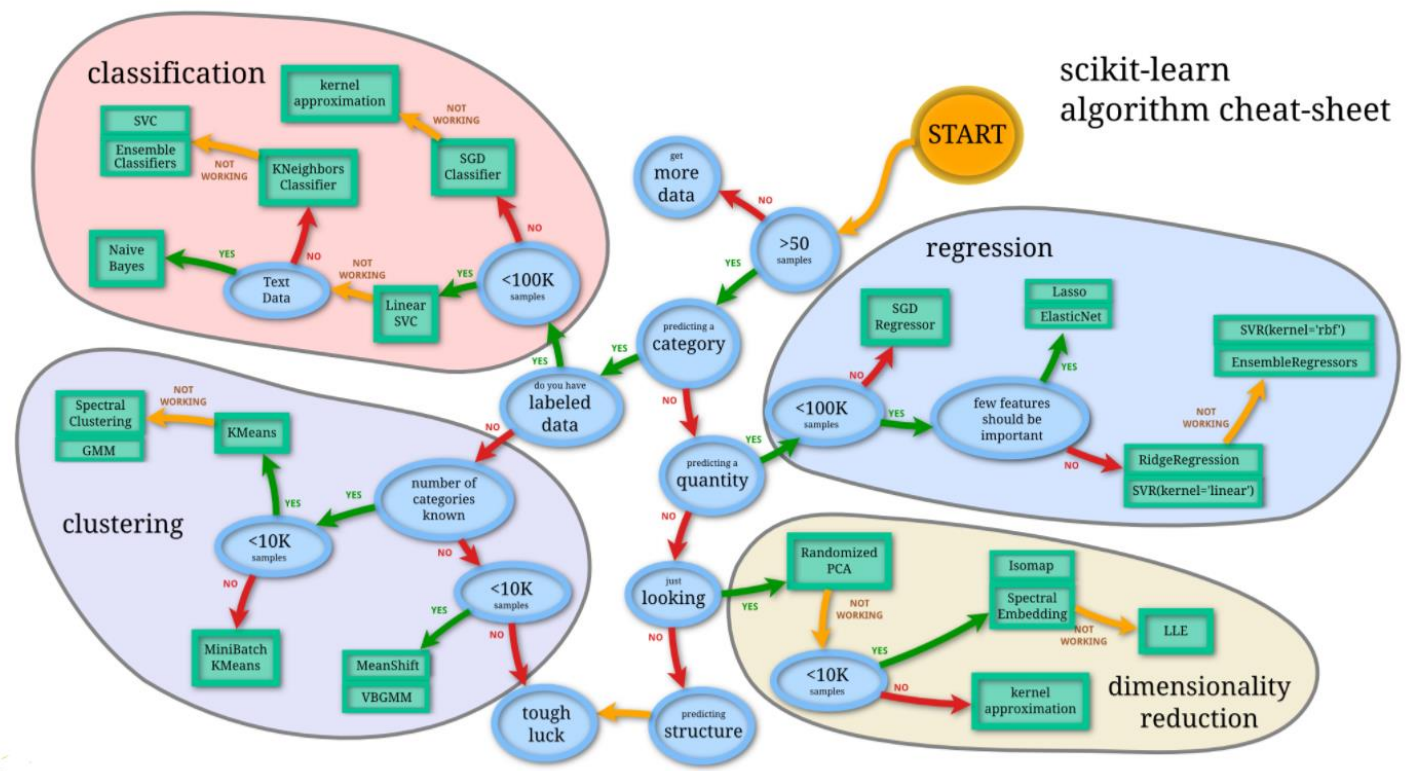 scikit-learn
algorithm cheat-sheet
START
classification
kernel
approximation
NOT
WORKING
SVC
Ensemble
Classifiers
NOT
WORKING
KNeighbors
Classifier
SGD
Classifier
NO
Naive
Bayes
YES
NO
Text
Data
NOT
WORKING
Linear
SVC
YES
<100K
samples
YES
get
more
data
NO
>50
samples
YES
predicting a
category
YES
NO
do you have
labeled
data
NO
predicting a
quantity
YES
NO
just
looking
YES
NO
predicting
structure
tough
luck
regression
SGD
Regressor
Lasso
ElasticNet
SVR(kernel='rbf')
EnsembleRegressors
NO
YES
<100K
samples
YES
few features
should be
important
NOT
WORKING
NO
RidgeRegression
SVR(kernel='linear')
clustering
Spectral
Clustering
GMM
NOT
WORKING
KMeans
number of
categories
known
YES
YES
<10K
samples
NO
NO
<10K
samples
YES
NO
MiniBatch
KMeans
MeanShift
VBGMM
Randomized
PCA
NOT
WORKING
Isomap
Spectral
Embedding
NOT
WORKING
LLE
YES
<10K
samples
NO
kernel
approximation
dimensionality
reduction